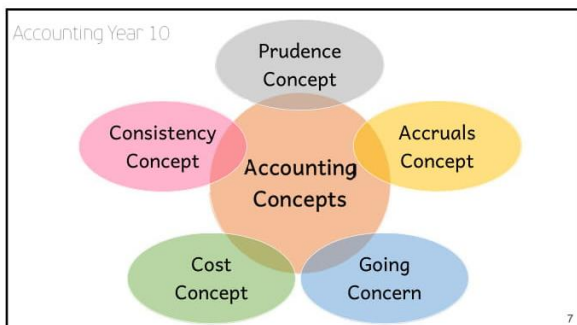 Accounting Year 10
Prudence
Concept
Consistency
Concept
Accruals
Concept
Accounting
Concepts
Cost
Concept
Going
Concern
7